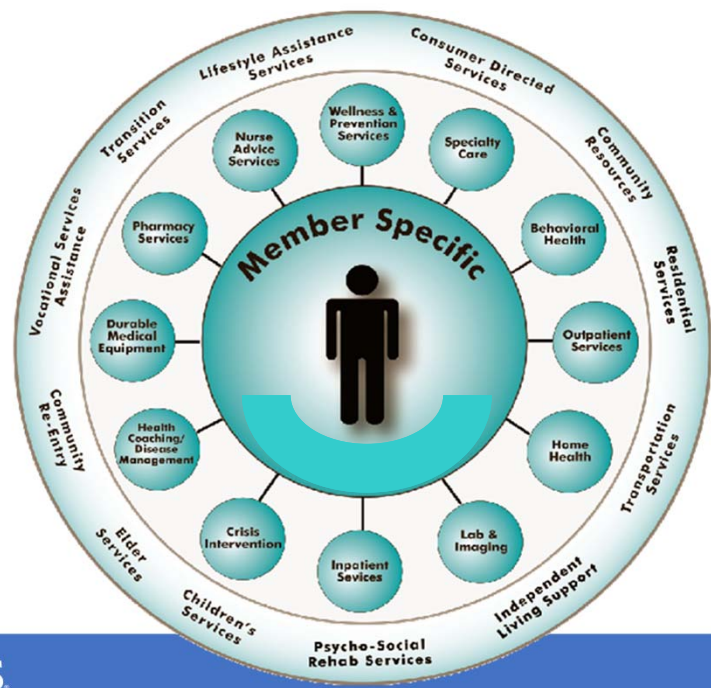 Lifestyle Assistance
Services
Consumer Directed
Services
Community
Resources
Residential
Services
Transportation
Services
Independent
Living Support
Psycho-Social
Rehab Services
Children's
Services
Elder
Services
Community
Re-Entry
Vocational Services
Assistance
Transition
Services
Wellness &
Prevention
Services
Specialty
Care
Behavioral
Health
Outpatient
Services
Home
Health
Lab &
Imaging
Inpatient
Sevices
Crisis
Intervention
Health
Coaching/
Disease
Management
Durable
Medical
Equipment
Pharmacy
Services
Nurse
Advice
Services
Member Specific